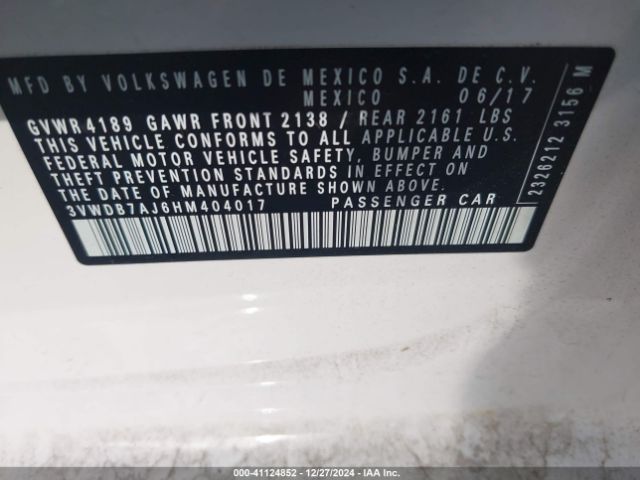 MFD BY VOLKSWAGEN DE MEXICO S.A. DE C.V.
MEXICO 06/17
GVWR 4189 GAWR FRONT 2138 / REAR 2161 LBS
THIS VEHICLE CONFORMS TO ALL APPLICABLE U.S.
FEDERAL MOTOR VEHICLE SAFETY, BUMPER AND
THEFT PREVENTION STANDARDS IN EFFECT ON
THE DATE OF MANUFACTURE SHOWN ABOVE.
3VWDB7AJ6HM404017 PASSENGER CAR
2326212 3156 M
000-41124852 - 12/27/2024 - IAA Inc.